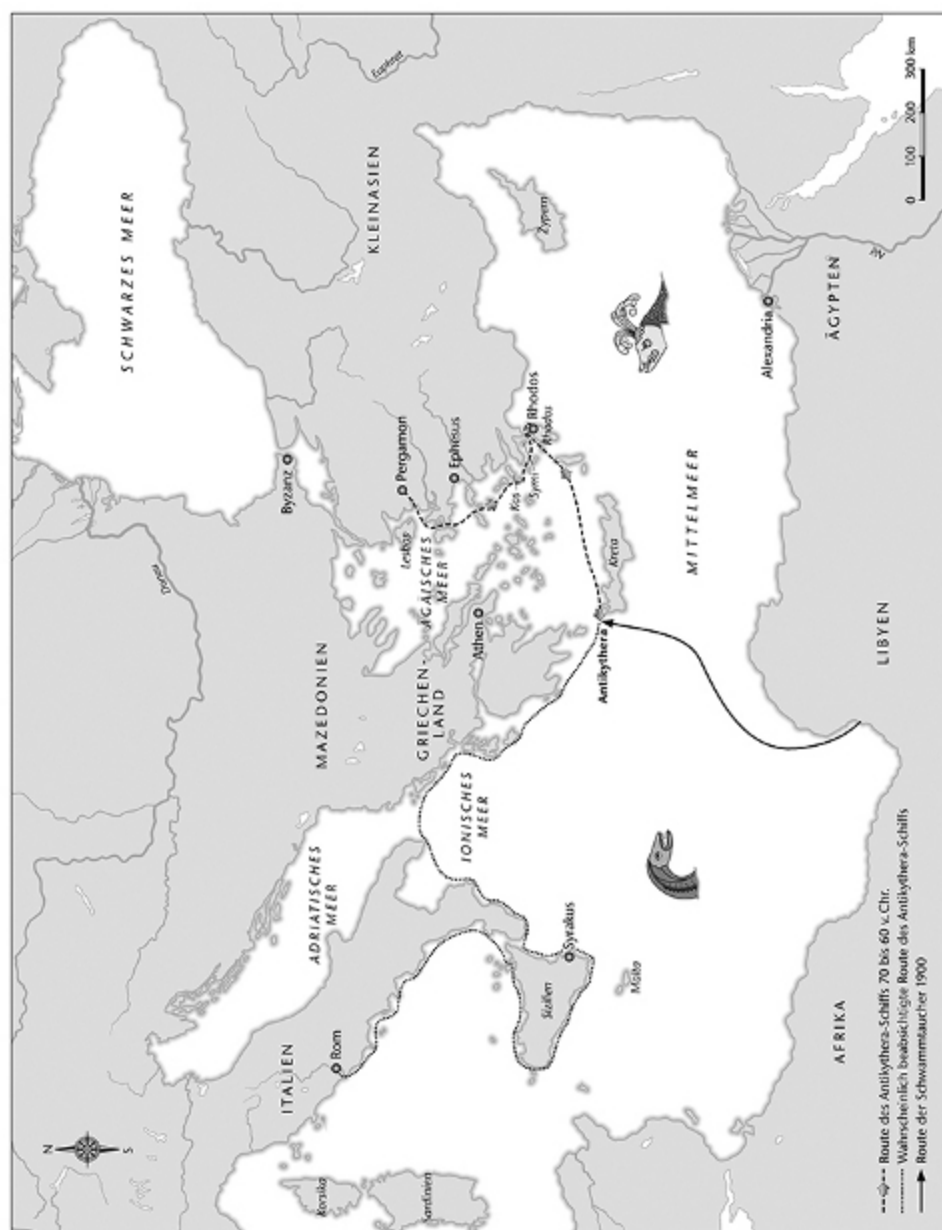 N
S
SCHWARZES MEER
Euphrat
KLEINASIEN
Donau
Byzanz
MAZEDONIEN
Pergamon
Lesbos
Ephesus
ÄGÄISCHES
MEER
GRIECHEN-
LAND
Athen
Kos
Symi
Rhodos
Rhodos
Zypern
Kreta
Antikythera
ADRIATISCHES
MEER
ITALIEN
Rom
Korsika
Sardinien
IONISCHES
MEER
Sizilien
Syrakus
Malta
MITTELMEER
Alexandria
Nil
ÄGYPTEN
LIBYEN
AFRIKA
Route des Antikythera-Schiffs 70 bis 60 v. Chr.
Wahrscheinlich beabsichtigte Route des Antikythera-Schiffs
Route der Schwammtaucher 1900
0 100 200 300 km